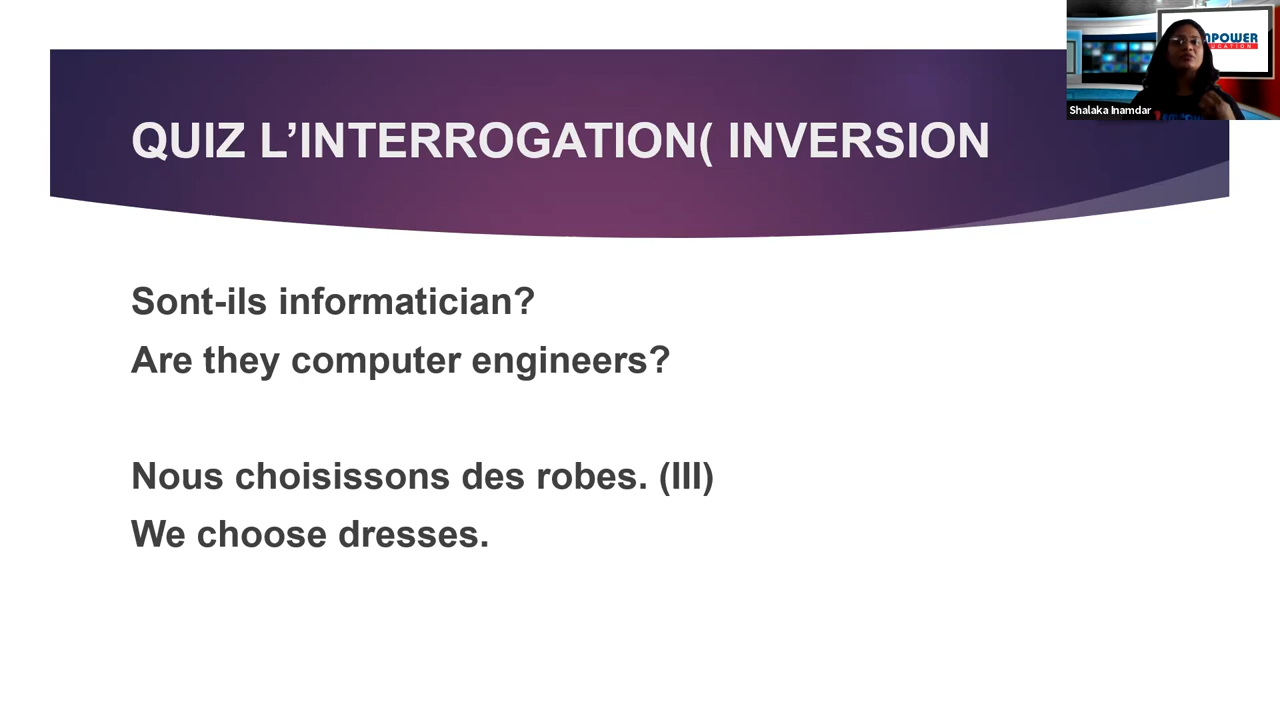 QUIZ L’INTERROGATION( INVERSION
Sont-ils informatician?
Are they computer engineers?
Nous choisissons des robes. (III)
We choose dresses.
Shalaka Inamdar